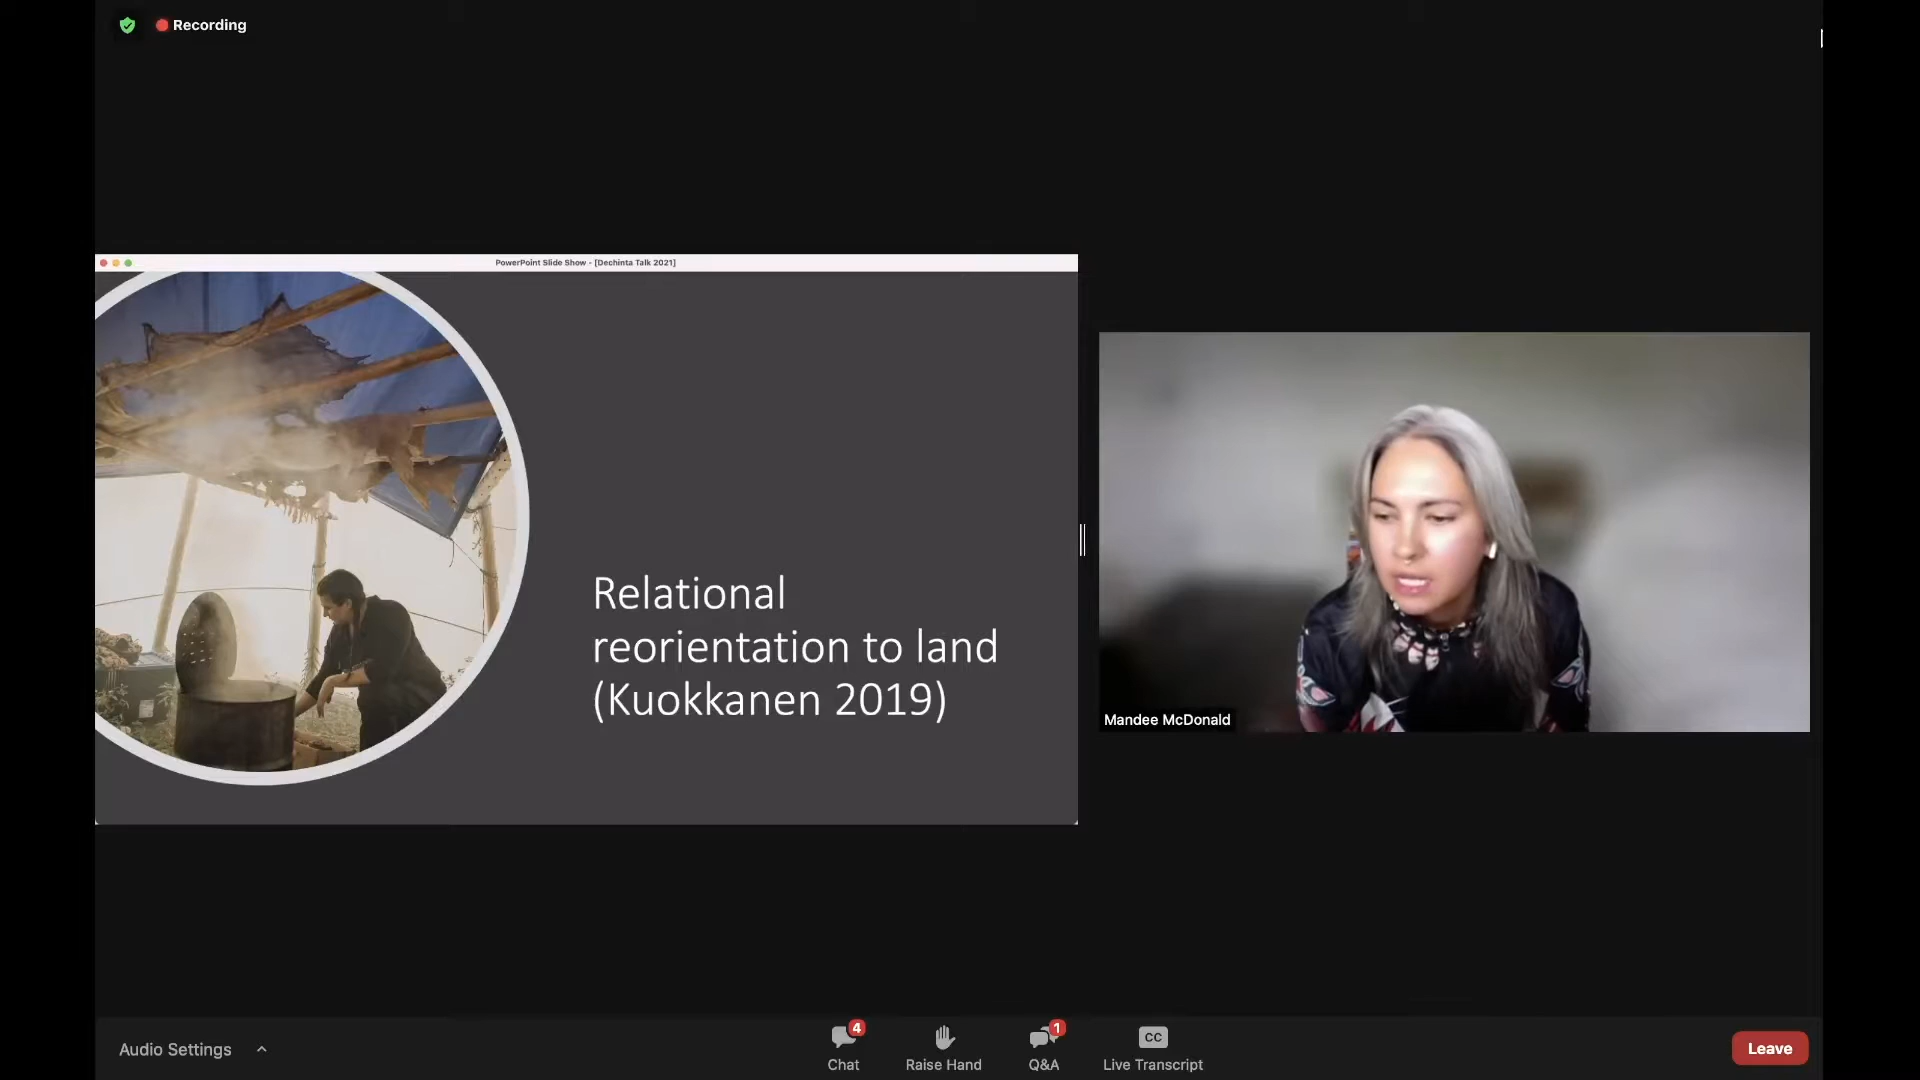 Recording
PowerPoint Slide Show - [Dechinta Talk 2021]
Relational
reorientation to land
(Kuokkanen 2019)
Mandee McDonald
Audio Settings
4
Chat
Raise Hand
1
Q&A
CC
Live Transcript
Leave